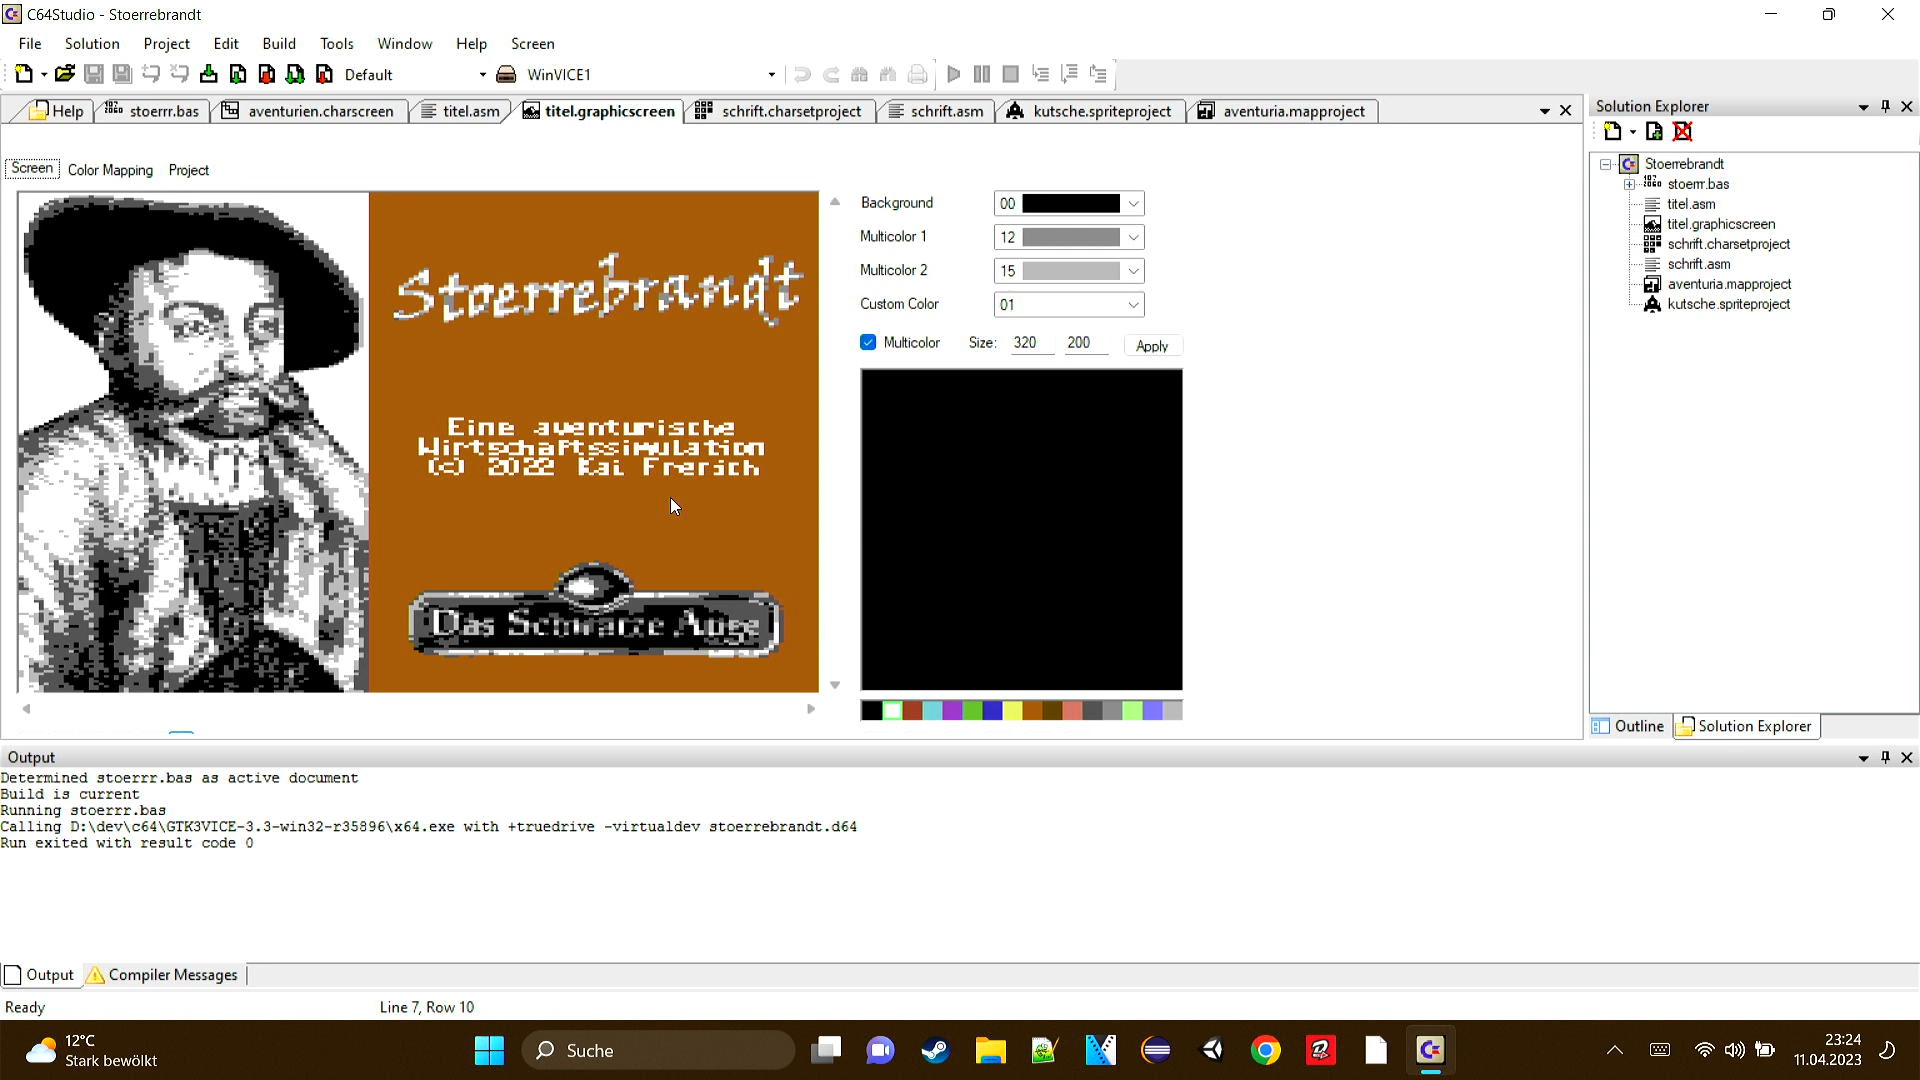 C64Studio - Stoerrebrandt
File Solution Project Edit Build Tools Window Help Screen
Default WinVICE1
Help stoerrr.bas aventurien.charscreen titel.asm titel.graphicscreen schrift.charsetproject schrift.asm kutsche.spriteproject aventuria.mapproject
Screen Color Mapping Project
Stoerrebrandt
Eine aventurische
Wirtschaftssimulation
(c) 2022 Kai Frerich
Das Schwarze Auge
Background 00
Multicolor 1 12
Multicolor 2 15
Custom Color 01
Multicolor Size: 320 200 Apply
Solution Explorer
Stoerrebrandt
stoerrr.bas
titel.asm
titel.graphicscreen
schrift.charsetproject
schrift.asm
aventuria.mapproject
kutsche.spriteproject
Outline Solution Explorer
Output
Determined stoerrr.bas as active document
Build is current
Running stoerrr.bas
Calling D:\dev\c64\GTK3VICE-3.3-win32-r35896\x64.exe with +truedrive -virtualdev stoerrebrandt.d64
Run exited with result code 0
Output Compiler Messages
Ready Line 7, Row 10
12°C
Stark bewölkt
Suche
23:24
11.04.2023